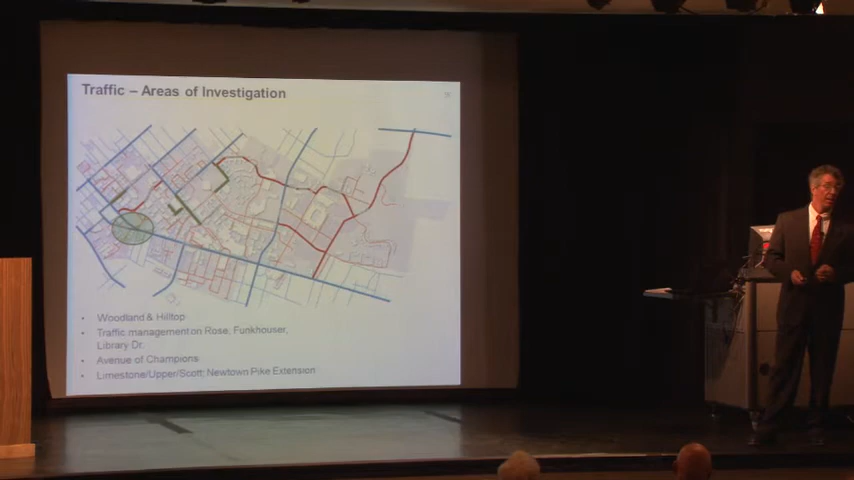 Traffic – Areas of Investigation
• Woodland & Hilltop
• Traffic management on Rose, Funkhouser,
Library Dr.
• Avenue of Champions
• Limestone/Upper/Scott; Newtown Pike Extension